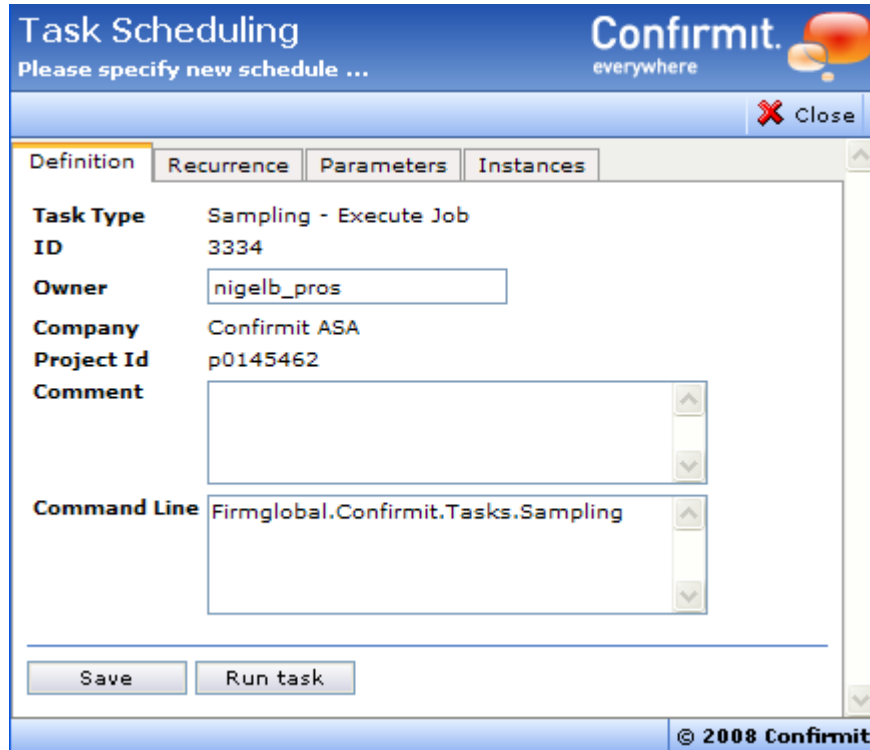 Task Scheduling
Please specify new schedule ...
Confirmit.
everywhere
Close
Definition Recurrence Parameters Instances
Task Type Sampling - Execute Job
ID 3334
Owner nigelb_pros
Company Confirmit ASA
Project Id p0145462
Comment
Command Line Firmglobal.Confirmit.Tasks.Sampling
Save Run task
© 2008 Confirmit